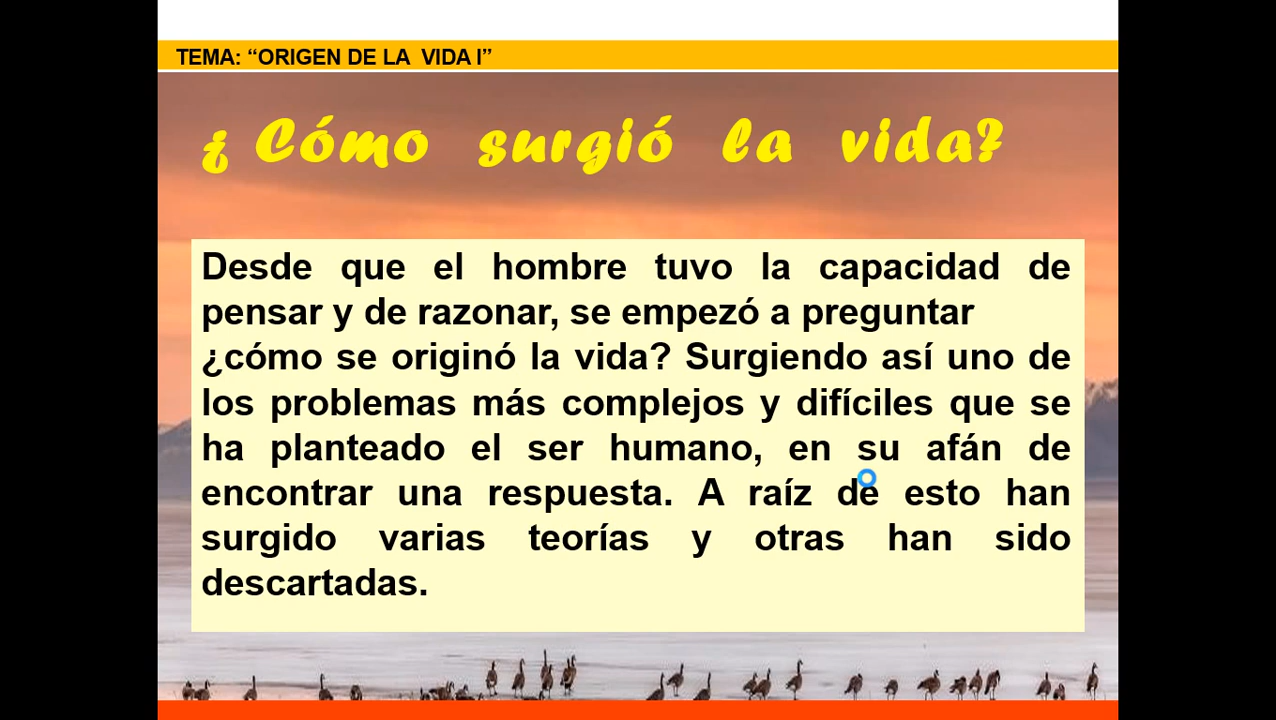 TEMA: “ORIGEN DE LA VIDA I”
¿ Cómo surgió la vida?
Desde que el hombre tuvo la capacidad de
pensar y de razonar, se empezó a preguntar
¿cómo se originó la vida? Surgiendo así uno de
los problemas más complejos y difíciles que se
ha planteado el ser humano, en su afán de
encontrar una respuesta. A raíz de esto han
surgido varias teorías y otras han sido
descartadas.